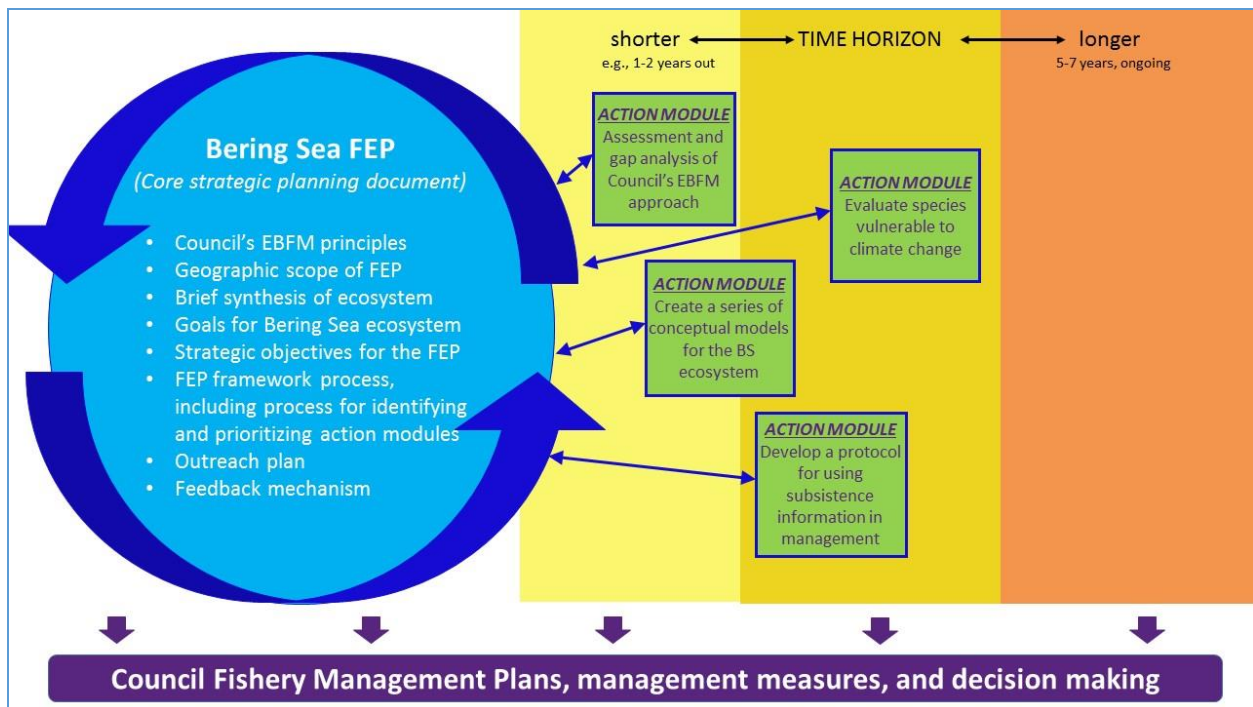 shorter TIME HORIZON longer
e.g., 1-2 years out 5-7 years, ongoing
Bering Sea FEP
(Core strategic planning document)
• Council's EBFM principles
• Geographic scope of FEP
• Brief synthesis of ecosystem
• Goals for Bering Sea ecosystem
• Strategic objectives for the FEP
• FEP framework process,
including process for identifying
and prioritizing action modules
• Outreach plan
• Feedback mechanism
ACTION MODULE
Assessment and
gap analysis of
Council's EBFM
approach
ACTION MODULE
Evaluate species
vulnerable to
climate change
ACTION MODULE
Create a series of
conceptual models
for the BS
ecosystem
ACTION MODULE
Develop a protocol
for using
subsistence
information in
management
Council Fishery Management Plans, management measures, and decision making